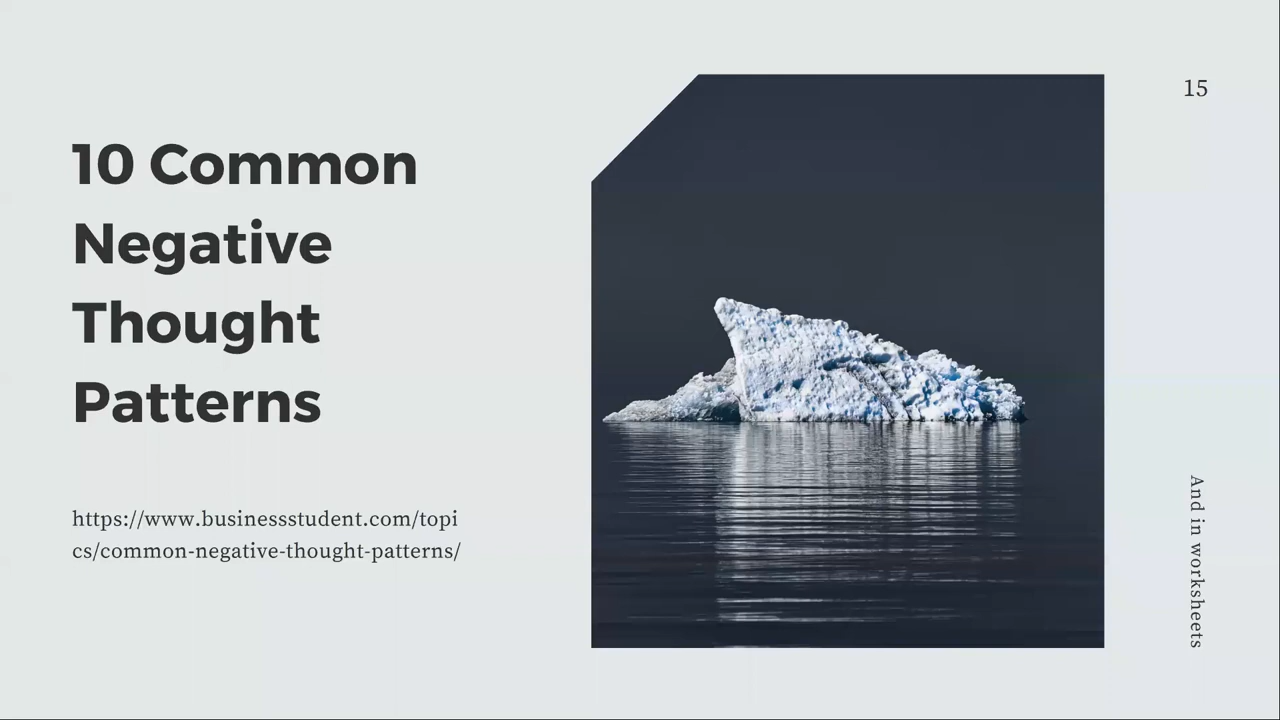 10 Common
Negative
Thought
Patterns
https://www.businessstudent.com/topi
cs/common-negative-thought-patterns/
15
And in worksheets